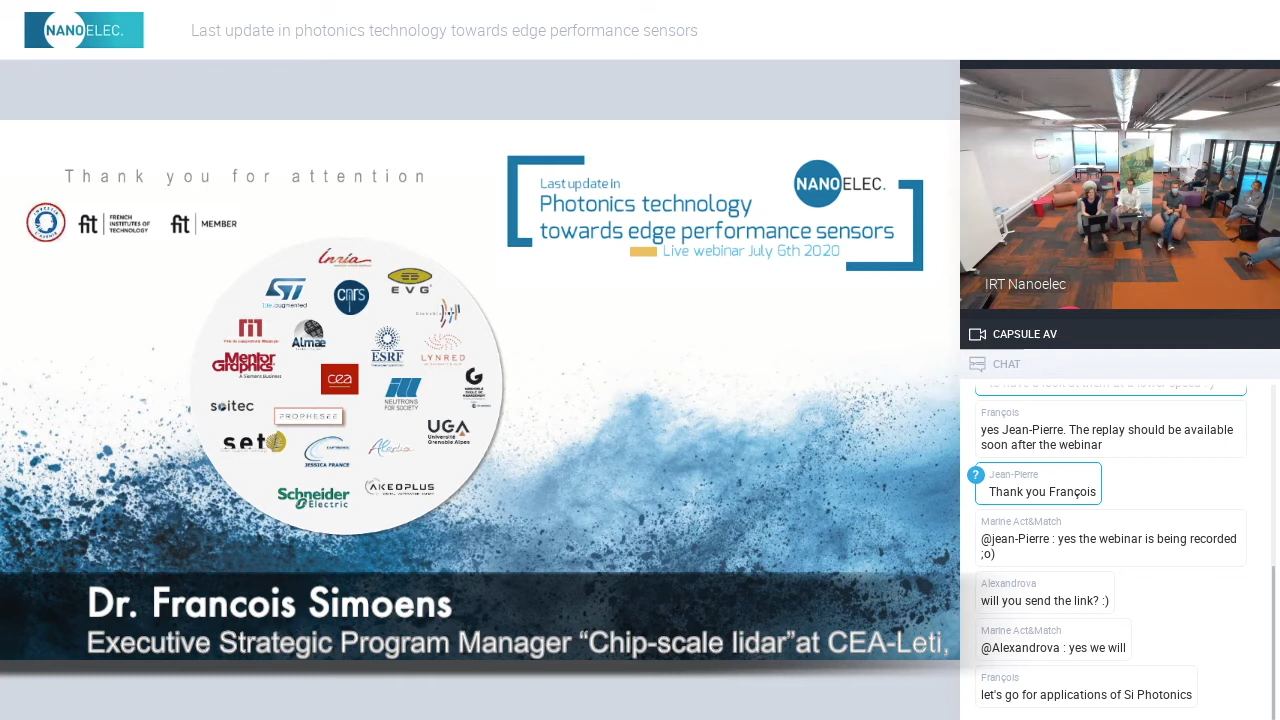 NANOELEC.
Last update in photonics technology towards edge performance sensors
Thank you for attention
fit FRENCH INSTITUTES OF TECHNOLOGY
fit MEMBER
NANOELEC.
Last update in
Photonics technology
towards edge performance sensors
Live webinar July 6th 2020
Inria
ST
life.augmented
cnrs
EVG
Almae
ESRF
LYNRED
Mentor Graphics
A Siemens Business
cea
ill
NEUTRONS FOR SOCIETY
soitec
PROPHESEE
UGA
Université Grenoble Alpes
set
JESSICA FRANCE
Aledia
AKEOPLUS
Schneider Electric
Dr. Francois Simoens
Executive Strategic Program Manager “Chip-scale lidar”at CEA-Leti,
IRT Nanoelec
CAPSULE AV
CHAT
François
yes Jean-Pierre. The replay should be available
soon after the webinar
?
Jean-Pierre
Thank you François
Marine Act&Match
@jean-Pierre : yes the webinar is being recorded
;o)
Alexandrova
will you send the link? :)
Marine Act&Match
@Alexandrova : yes we will
François
let's go for applications of Si Photonics